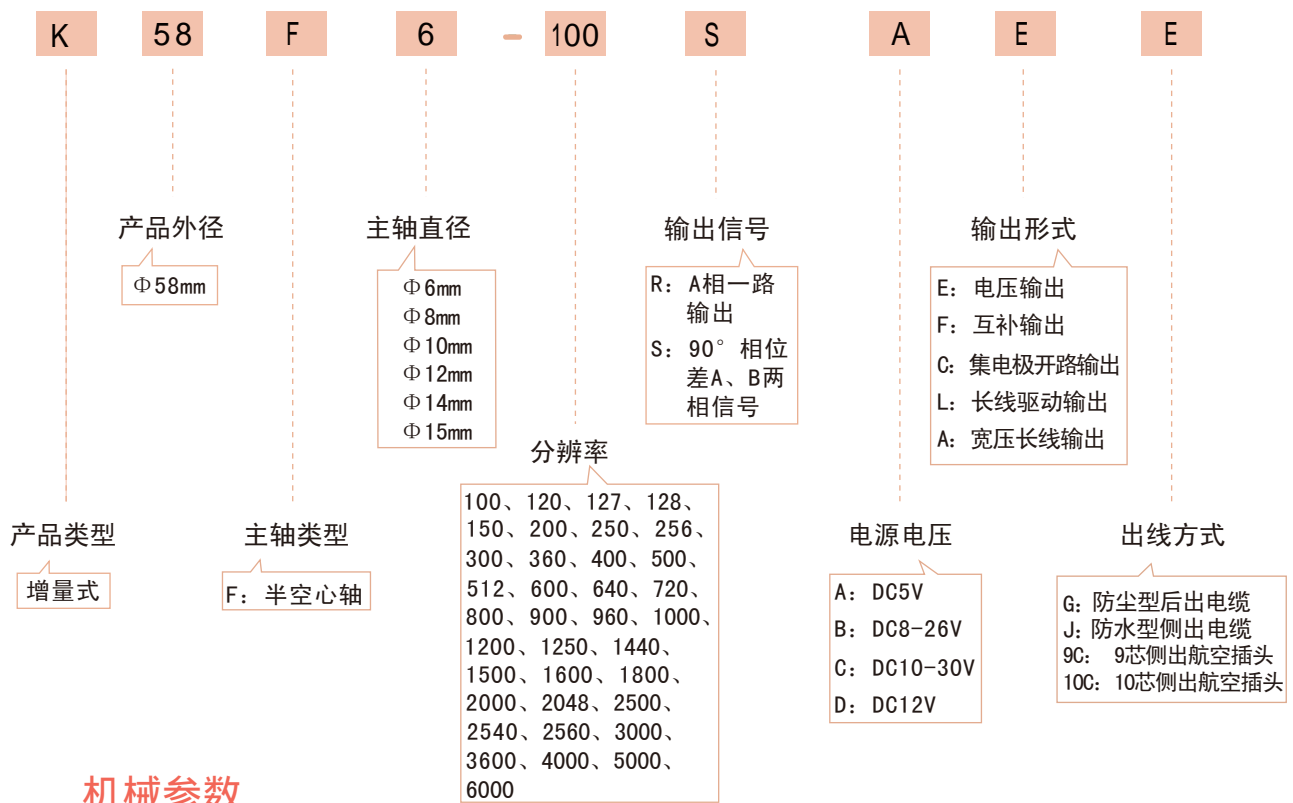 K 58 F 6 - 100 S A E E
产品外径
Φ58mm
主轴直径
Φ6mm
Φ8mm
Φ10mm
Φ12mm
Φ14mm
Φ15mm
输出信号
R: A相一路
输出
S: 90°相位
差A、B两
相信号
输出形式
E: 电压输出
F: 互补输出
C: 集电极开路输出
L: 长线驱动输出
A: 宽压长线输出
分辨率
100、120、127、128、
150、200、250、256、
300、360、400、500、
512、600、640、720、
800、900、960、1000、
1200、1250、1440、
1500、1600、1800、
2000、2048、2500、
2540、2560、3000、
3600、4000、5000、
6000
产品类型
增量式
主轴类型
F: 半空心轴
电源电压
A: DC5V
B: DC8-26V
C: DC10-30V
D: DC12V
出线方式
G: 防尘型后出电缆
J: 防水型侧出电缆
9C: 9芯侧出航空插头
10C: 10芯侧出航空插头
机械参数